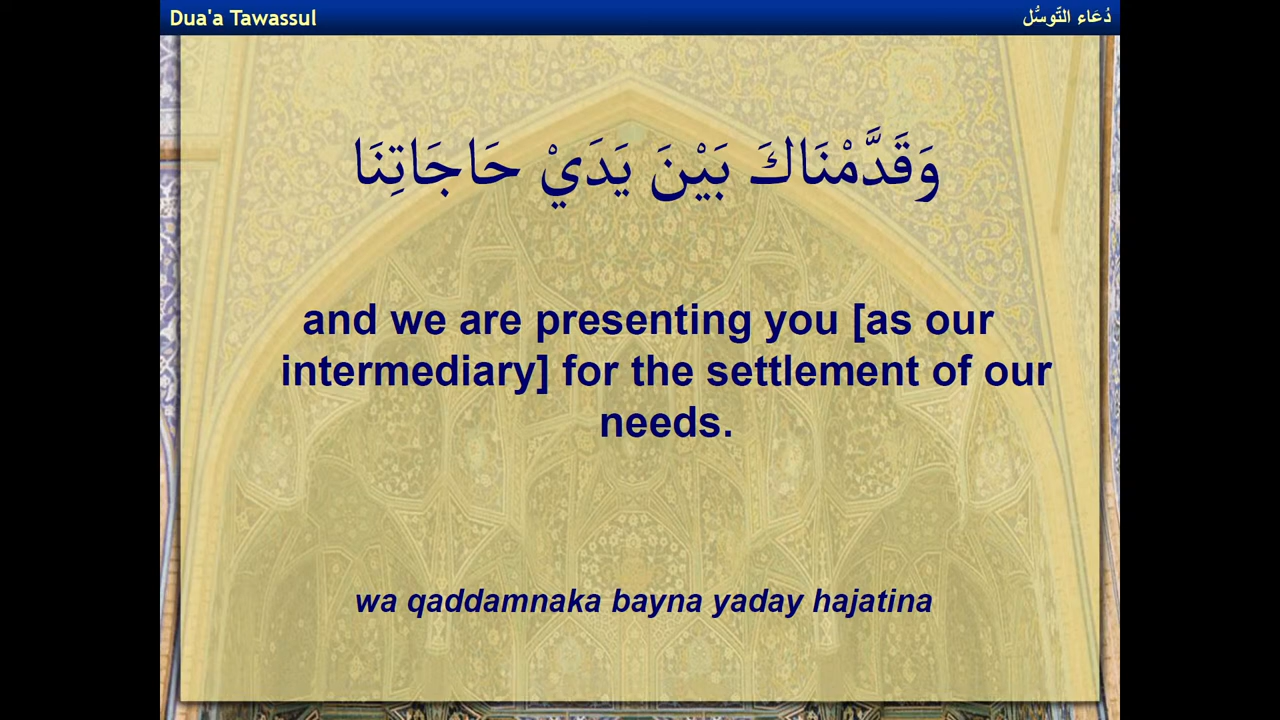 Dua'a Tawassul
دُعَاء التَّوسُّل
وَقَدَّمْنَاكَ بَيْنَ يَدَيْ حَاجَاتِنَا
and we are presenting you [as our
intermediary] for the settlement of our
needs.
wa qaddamnaka bayna yaday hajatina